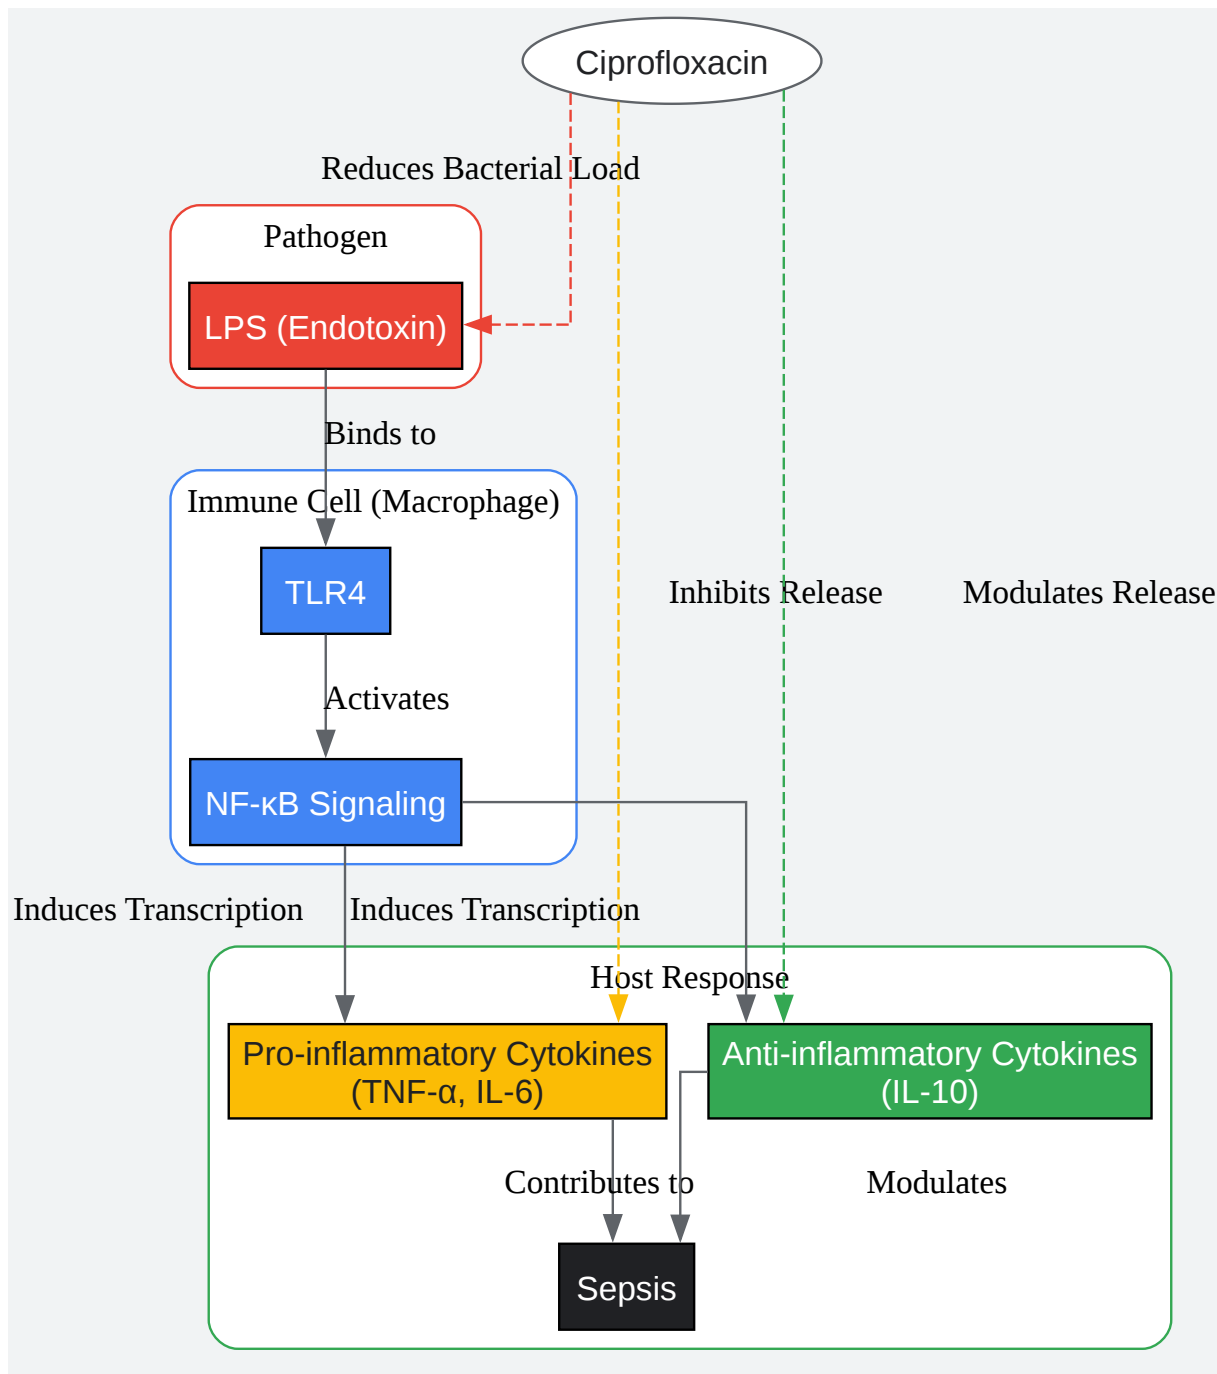 Ciprofloxacin
Reduces Bacterial Load
Pathogen
LPS (Endotoxin)
Binds to
Immune Cell (Macrophage)
TLR4
Inhibits Release
Modulates Release
Activates
NF-κB Signaling
Induces Transcription
Induces Transcription
Host Response
Pro-inflammatory Cytokines
(TNF-α, IL-6)
Anti-inflammatory Cytokines
(IL-10)
Contributes to
Modulates
Sepsis